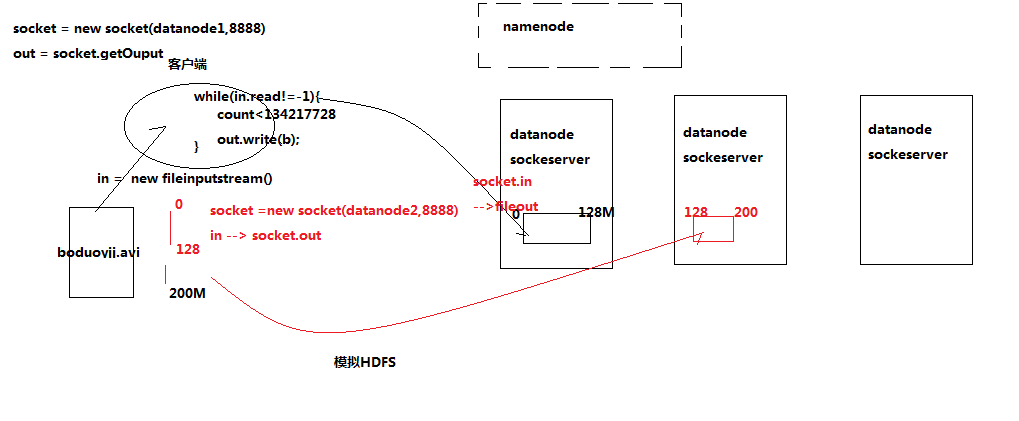 socket = new socket(datanode1,8888)
out = socket.getOuput
客户端
while(in.read!=-1){
count<134217728
out.write(b);
}
in = new fileinputstream()
boduovjj.avi
0
128
200M
socket =new socket(datanode2,8888)
in --> socket.out
namenode
datanode
sockeserver
socket.in
-->fileout
0
128M
datanode
sockeserver
128
200
datanode
sockeserver
模拟HDFS